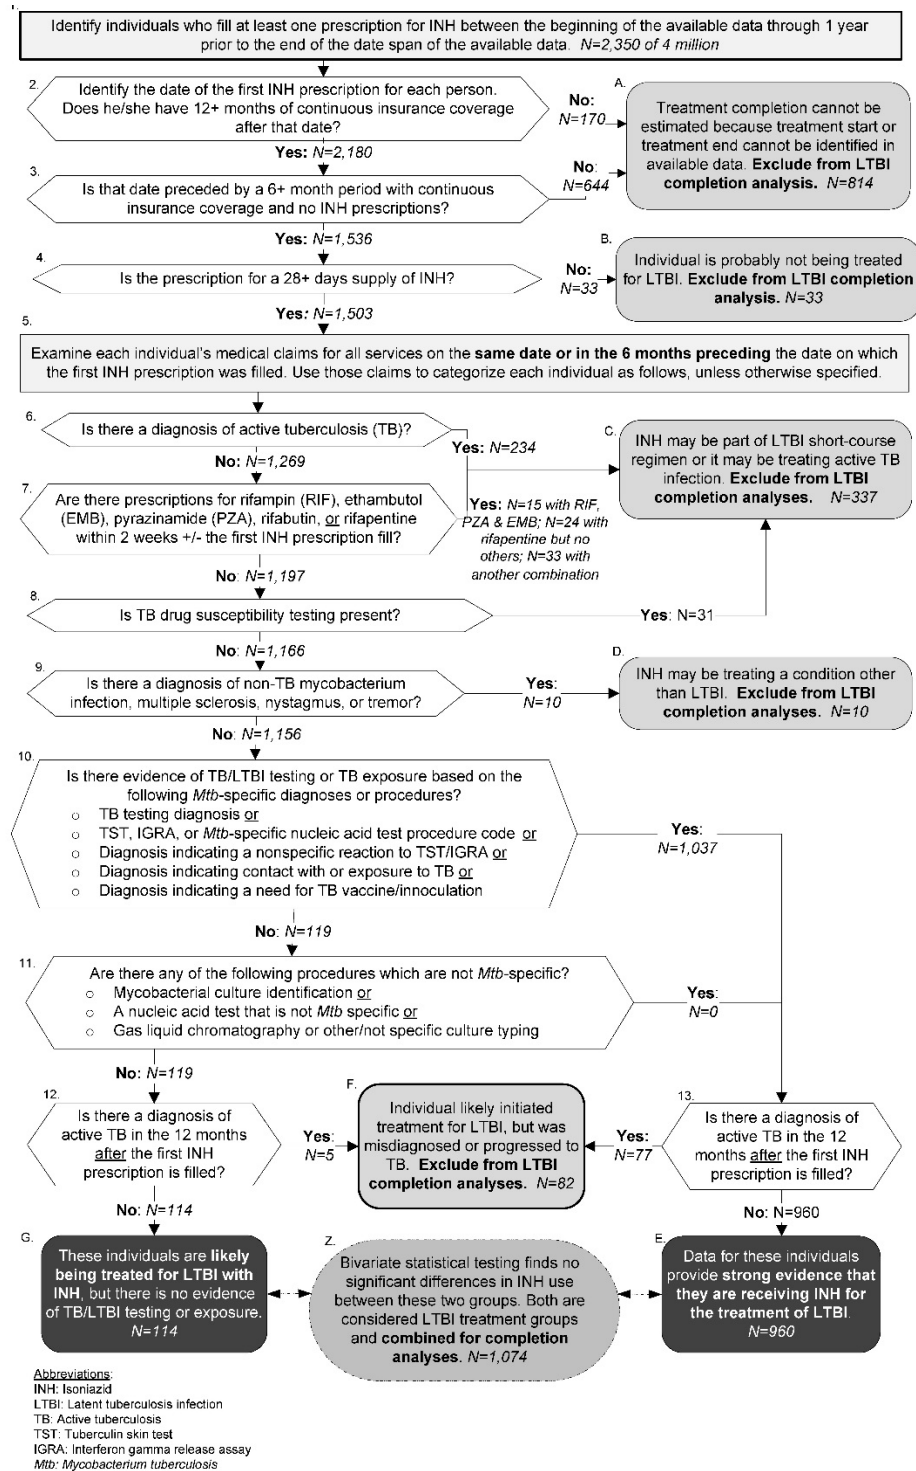 1.
Identify individuals who fill at least one prescription for INH between the beginning of the available data through 1 year
prior to the end of the date span of the available data. N=2,350 of 4 million
2.
Identify the date of the first INH prescription for each person.
Does he/she have 12+ months of continuous insurance coverage
after that date?
No:
N=170
A.
Treatment completion cannot be
estimated because treatment start or
treatment end cannot be identified in
available data. Exclude from LTBI
completion analysis. N=814
Yes: N=2,180
3.
Is that date preceded by a 6+ month period with continuous
insurance coverage and no INH prescriptions?
No:
N=644
Yes: N=1,536
4.
Is the prescription for a 28+ days supply of INH?
No:
N=33
B.
Individual is probably not being treated
for LTBI. Exclude from LTBI completion
analysis. N=33
Yes: N=1,503
5.
Examine each individual's medical claims for all services on the same date or in the 6 months preceding the date on which
the first INH prescription was filled. Use those claims to categorize each individual as follows, unless otherwise specified.
6.
Is there a diagnosis of active tuberculosis (TB)?
Yes: N=234
C.
INH may be part of LTBI short-course
regimen or it may be treating active TB
infection. Exclude from LTBI
completion analyses. N=337
No: N=1,269
7.
Are there prescriptions for rifampin (RIF), ethambutol
(EMB), pyrazinamide (PZA), rifabutin, or rifapentine
within 2 weeks +/- the first INH prescription fill?
Yes: N=15 with RIF,
PZA & EMB; N=24 with
rifapentine but no
others; N=33 with
another combination
No: N=1,197
8.
Is TB drug susceptibility testing present?
Yes: N=31
No: N=1,166
9.
Is there a diagnosis of non-TB mycobacterium
infection, multiple sclerosis, nystagmus, or tremor?
Yes:
N=10
D.
INH may be treating a condition other
than LTBI. Exclude from LTBI
completion analyses. N=10
No: N=1,156
10.
Is there evidence of TB/LTBI testing or TB exposure based on the
following Mtb-specific diagnoses or procedures?
○ TB testing diagnosis or
○ TST, IGRA, or Mtb-specific nucleic acid test procedure code or
○ Diagnosis indicating a nonspecific reaction to TST/IGRA or
○ Diagnosis indicating contact with or exposure to TB or
○ Diagnosis indicating a need for TB vaccine/innoculation
Yes:
N=1,037
No: N=119
11.
Are there any of the following procedures which are not Mtb-specific?
○ Mycobacterial culture identification or
○ A nucleic acid test that is not Mtb specific or
○ Gas liquid chromatography or other/not specific culture typing
Yes:
N=0
No: N=119
12.
Is there a diagnosis of
active TB in the 12 months
after the first INH
prescription is filled?
Yes:
N=5
F.
Individual likely initiated
treatment for LTBI, but was
misdiagnosed or progressed to
TB. Exclude from LTBI
completion analyses. N=82
Yes:
N=77
13.
Is there a diagnosis of
active TB in the 12
months after the first INH
prescription is filled?
No: N=114
No: N=960
G.
These individuals are likely
being treated for LTBI with
INH, but there is no evidence
of TB/LTBI testing or exposure.
N=114
Z.
Bivariate statistical testing finds no
significant differences in INH use
between these two groups. Both are
considered LTBI treatment groups
and combined for completion
analyses. N=1,074
E.
Data for these individuals
provide strong evidence that
they are receiving INH for
the treatment of LTBI.
N=960
Abbreviations:
INH: Isoniazid
LTBI: Latent tuberculosis infection
TB: Active tuberculosis
TST: Tuberculin skin test
IGRA: Interferon gamma release assay
Mtb: Mycobacterium tuberculosis